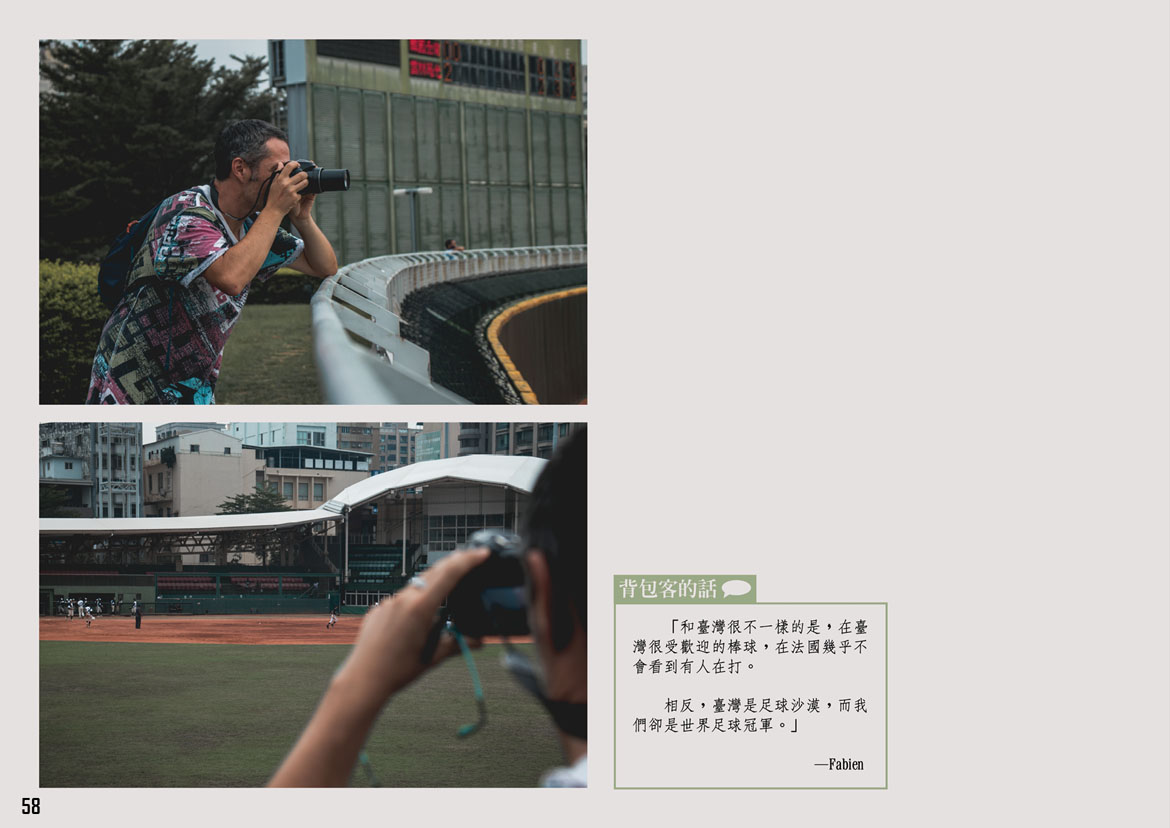 背包客的話
「和臺灣很不一樣的是，在臺
灣很受歡迎的棒球，在法國幾乎不
會看到有人在打。
相反，臺灣是足球沙漠，而我
們卻是世界足球冠軍。」
—Fabien
58